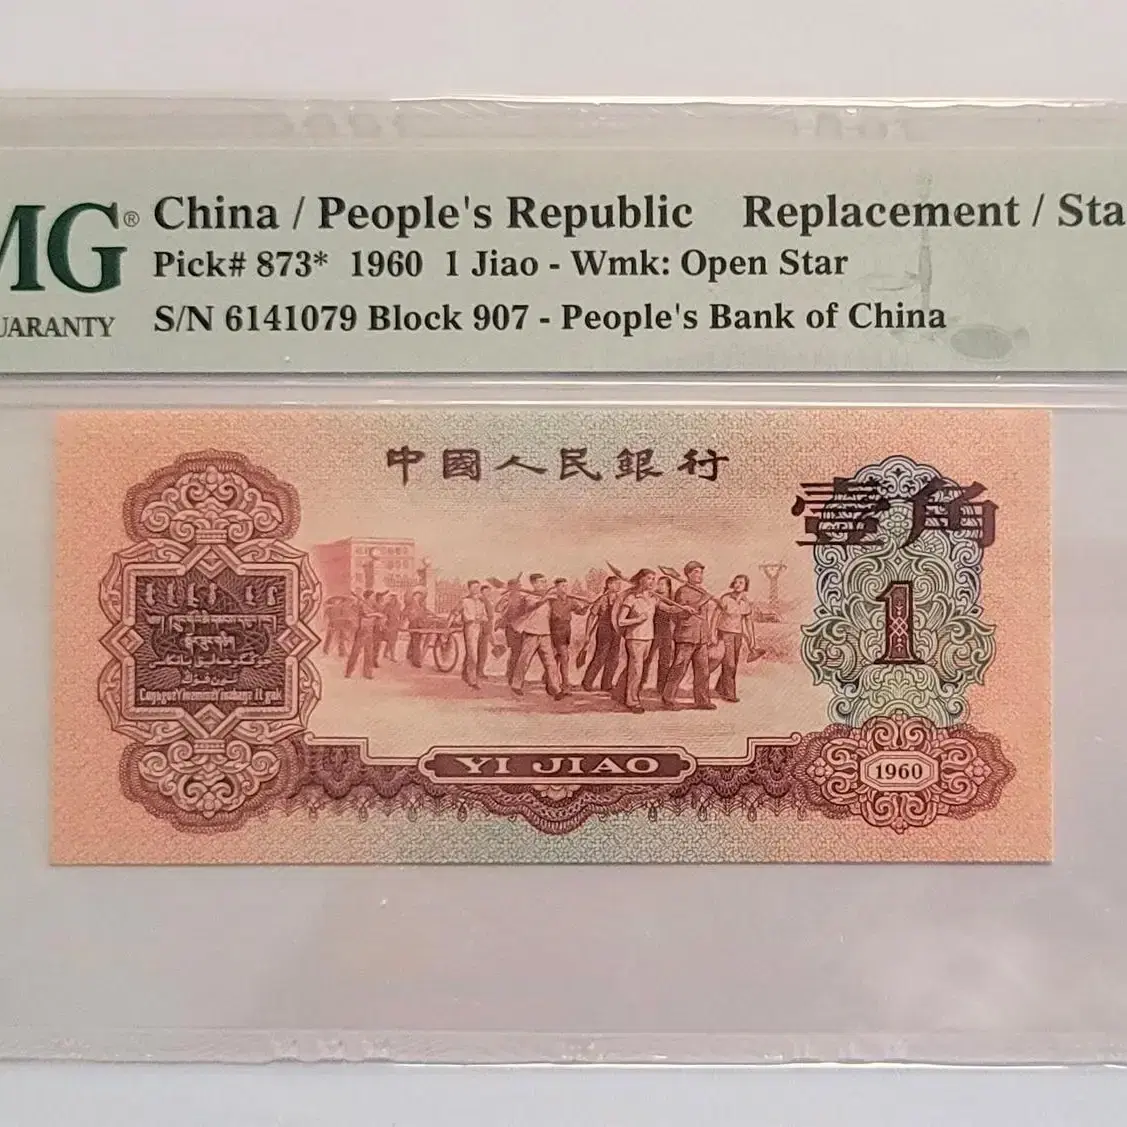 MG® China / People's Republic Replacement / Sta
Pick# 873* 1960 1 Jiao - Wmk: Open Star
UARANTY S/N 6141079 Block 907 - People's Bank of China
中國人民銀行
壹角
1
YI JIAO
1960